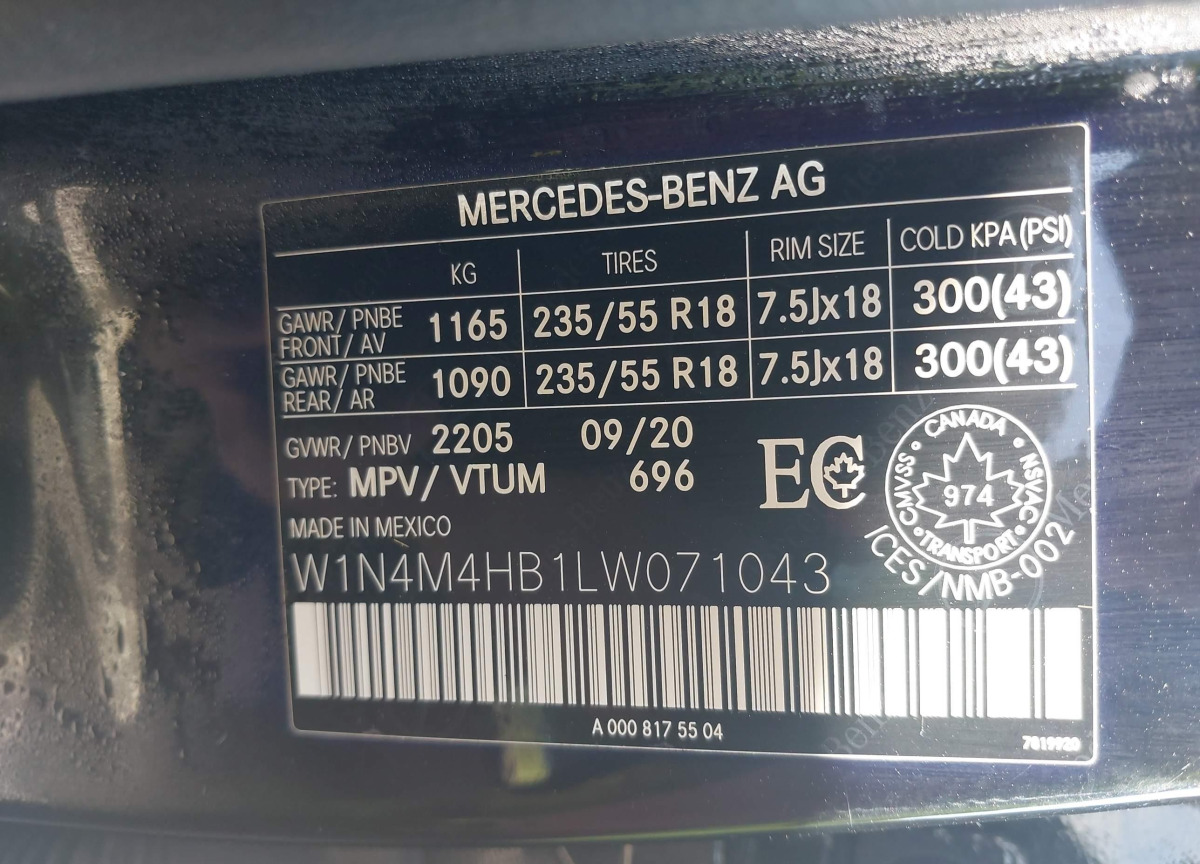 MERCEDES-BENZ AG
KG TIRES RIM SIZE COLD KPA (PSI)
GAWR/ PNBE FRONT/ AV 1165 235/55 R18 7.5Jx18 300(43)
GAWR/ PNBE REAR/ AR 1090 235/55 R18 7.5Jx18 300(43)
GVWR/ PNBV 2205 09/20
TYPE: MPV/ VTUM 696
EC
CANADA
CMVSS 974 NSVAC
TRANSPORT
ICES/NMB-002
MADE IN MEXICO
W1N4M4HB1LW071043
A 000 817 55 04
7819920